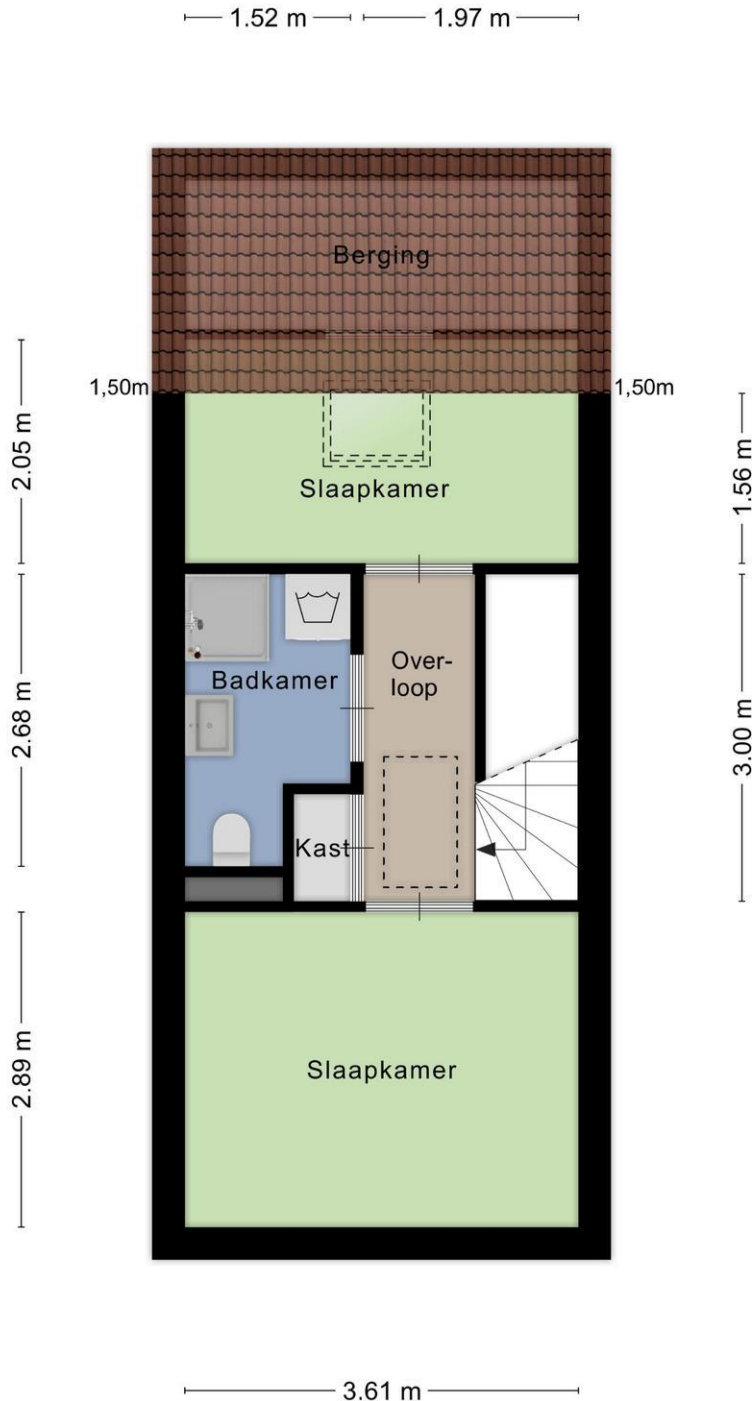 1.52 m
1.97 m
Berging
1,50m
1,50m
2.05 m
1.56 m
Slaapkamer
Over-
loop
Badkamer
2.68 m
3.00 m
Kast
2.89 m
Slaapkamer
3.61 m